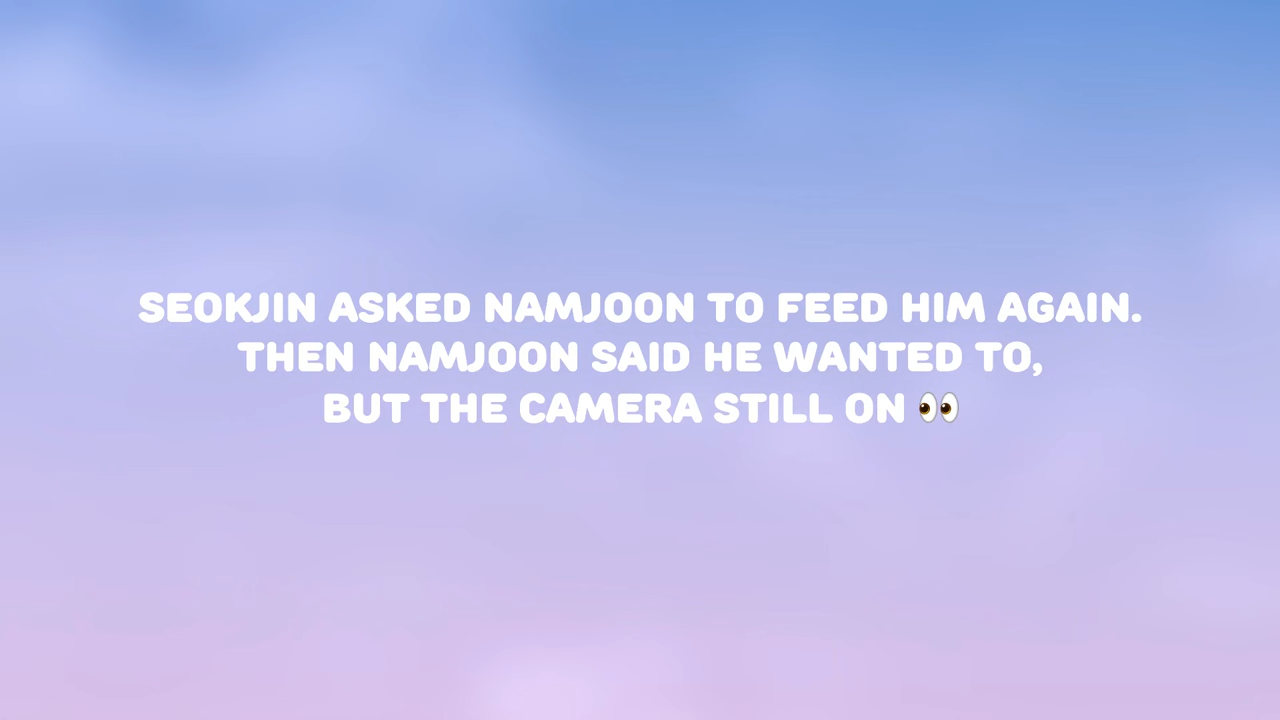 SEOKJIN ASKED NAMJOON TO FEED HIM AGAIN.
THEN NAMJOON SAID HE WANTED TO,
BUT THE CAMERA STILL ON 👀